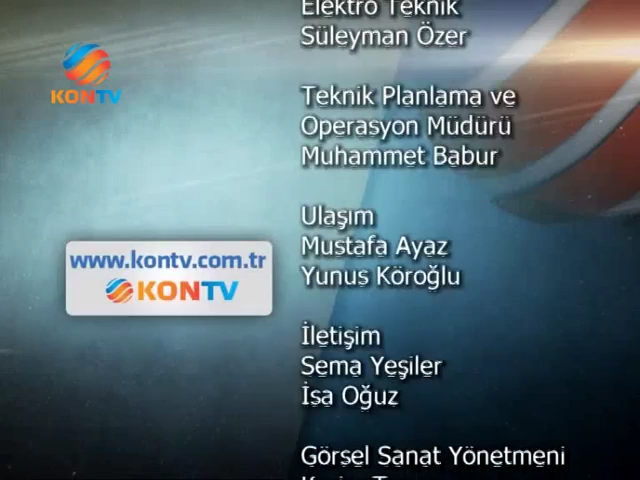 Elektro Teknik
Süleyman Özer
KONTV
Teknik Planlama ve
Operasyon Müdürü
Muhammet Babur
Ulaşım
Mustafa Ayaz
Yunus Köroğlu
www.kontv.com.tr
KONTV
İletişim
Sema Yeşiler
İsa Oğuz
Görsel Sanat Yönetmeni